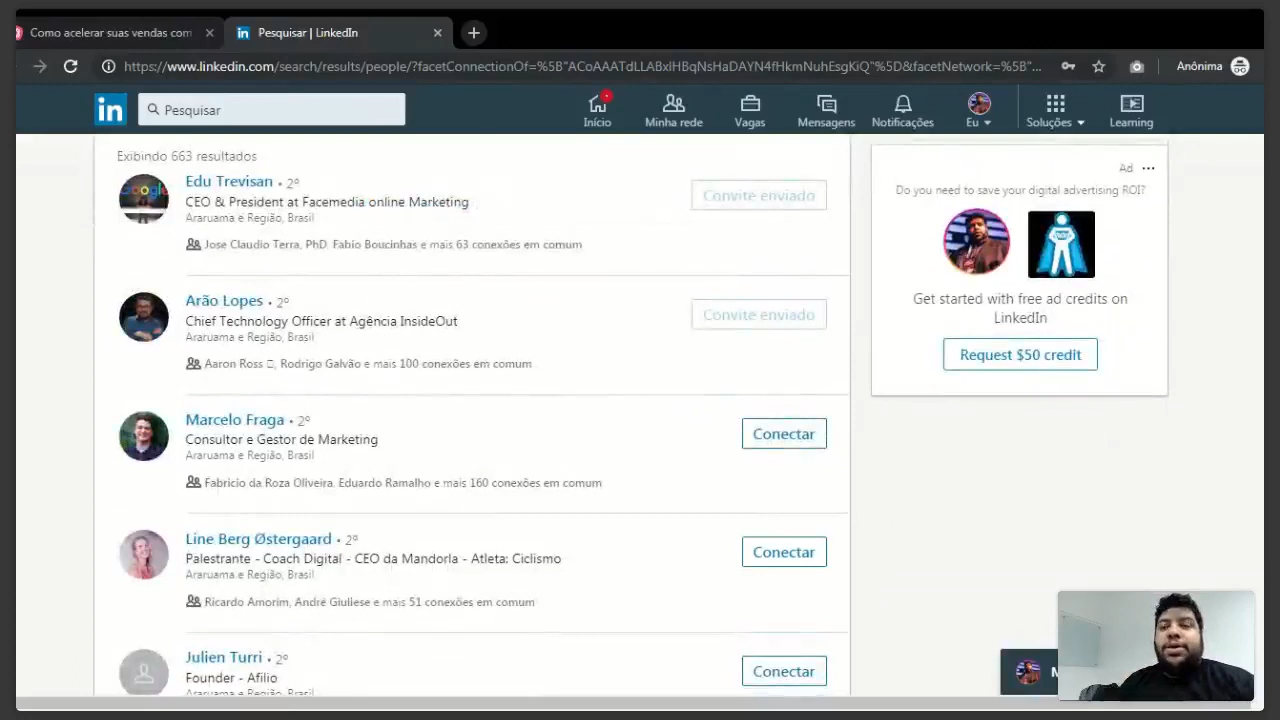 Como acelerar suas vendas com
Pesquisar | LinkedIn
https://www.linkedin.com/search/results/people/?facetConnectionOf=%5B"ACoAAATdLLABxlHBqNsHaDAYN4fHkmNuhEsgKiQ"%5D&facetNetwork=%5B"...
Anônima
in
Pesquisar
Início
Minha rede
Vagas
Mensagens
Notificações
Eu
Soluções
Learning
Exibindo 663 resultados
Edu Trevisan • 2º
CEO & President at Facemedia online Marketing
Araruama e Região, Brasil
Jose Claudio Terra, PhD, Fabio Boucinhas e mais 63 conexões em comum
Convite enviado
Arão Lopes • 2º
Chief Technology Officer at Agência InsideOut
Araruama e Região, Brasil
Aaron Ross, Rodrigo Galvão e mais 100 conexões em comum
Convite enviado
Marcelo Fraga • 2º
Consultor e Gestor de Marketing
Araruama e Região, Brasil
Fabricio da Roza Oliveira, Eduardo Ramalho e mais 160 conexões em comum
Conectar
Line Berg Østergaard • 2º
Palestrante - Coach Digital - CEO da Mandorla - Atleta: Ciclismo
Araruama e Região, Brasil
Ricardo Amorim, André Giuliese e mais 51 conexões em comum
Conectar
Julien Turri • 2º
Founder - Afilio
Araruama e Região, Brasil
Conectar
Ad ...
Do you need to save your digital advertising ROI?
Get started with free ad credits on
LinkedIn
Request $50 credit